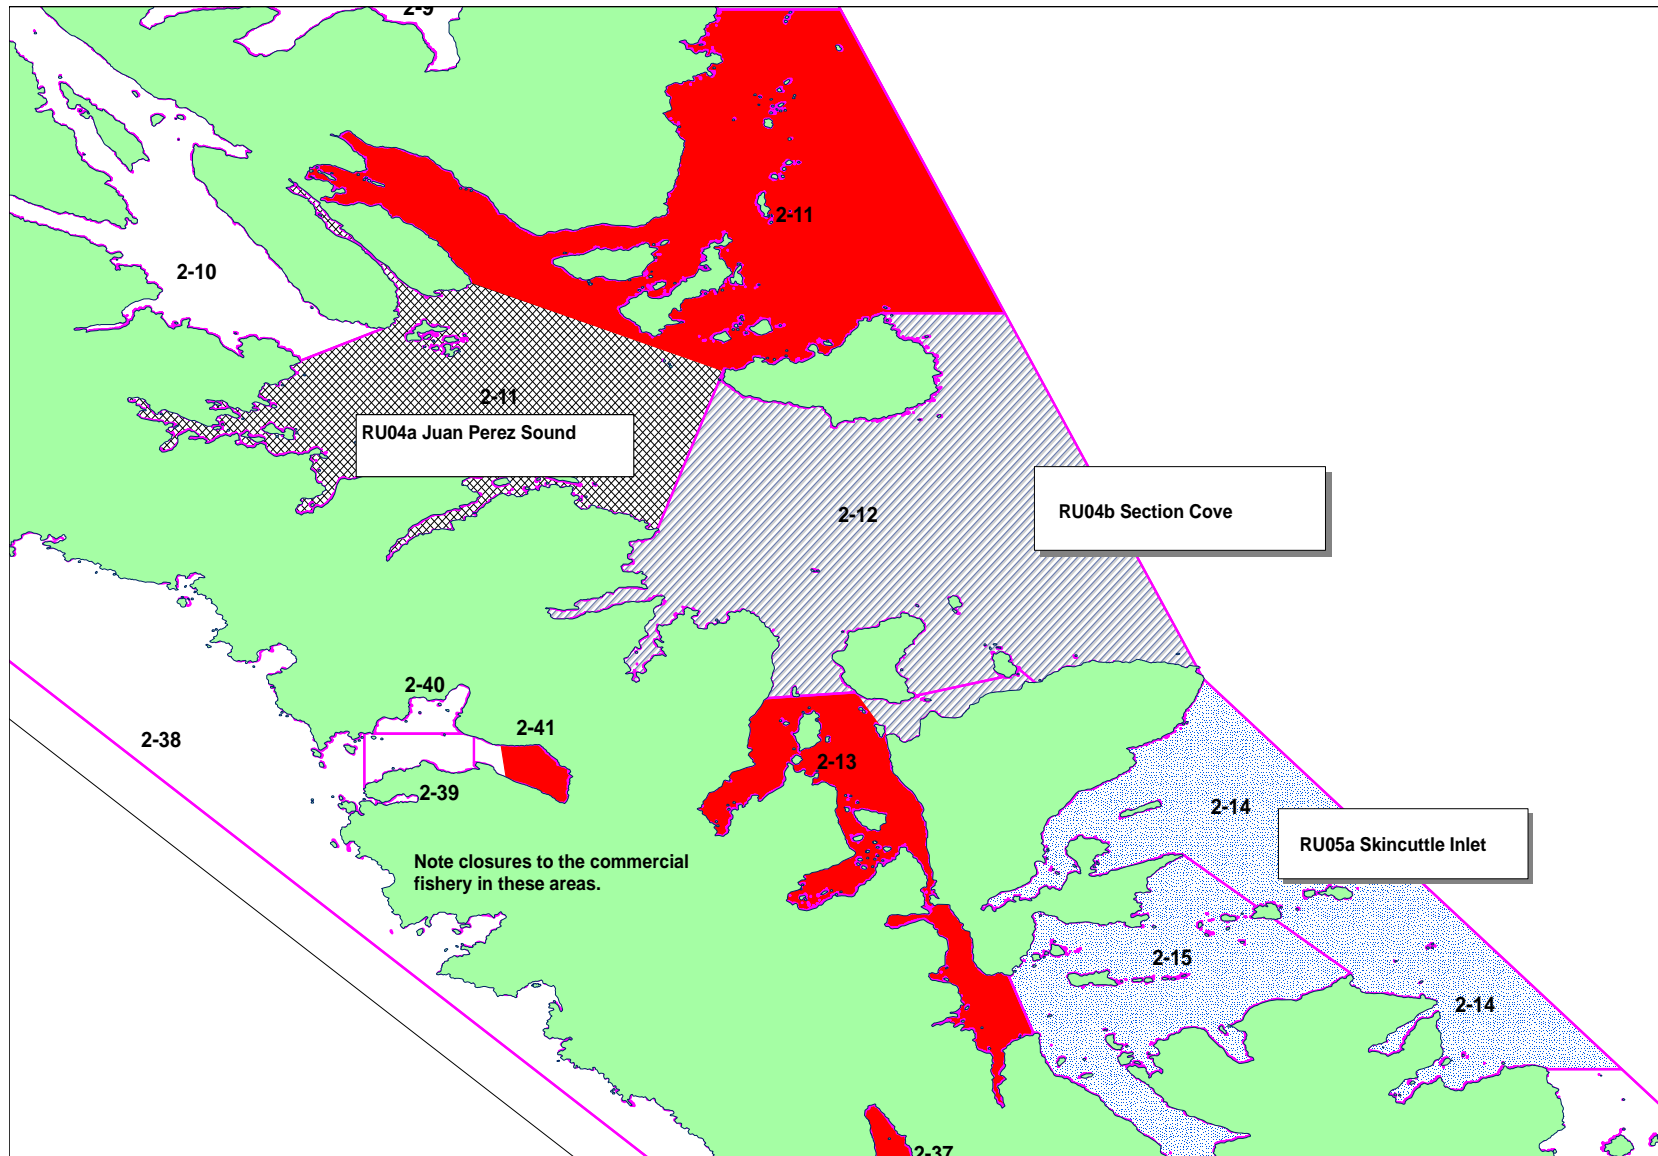 2-9
2-11
2-10
2-11
RU04a Juan Perez Sound
2-12
RU04b Section Cove
2-40
2-41
2-38
2-13
2-39
2-14
RU05a Skincuttle Inlet
Note closures to the commercial
fishery in these areas.
2-15
2-14
2-37